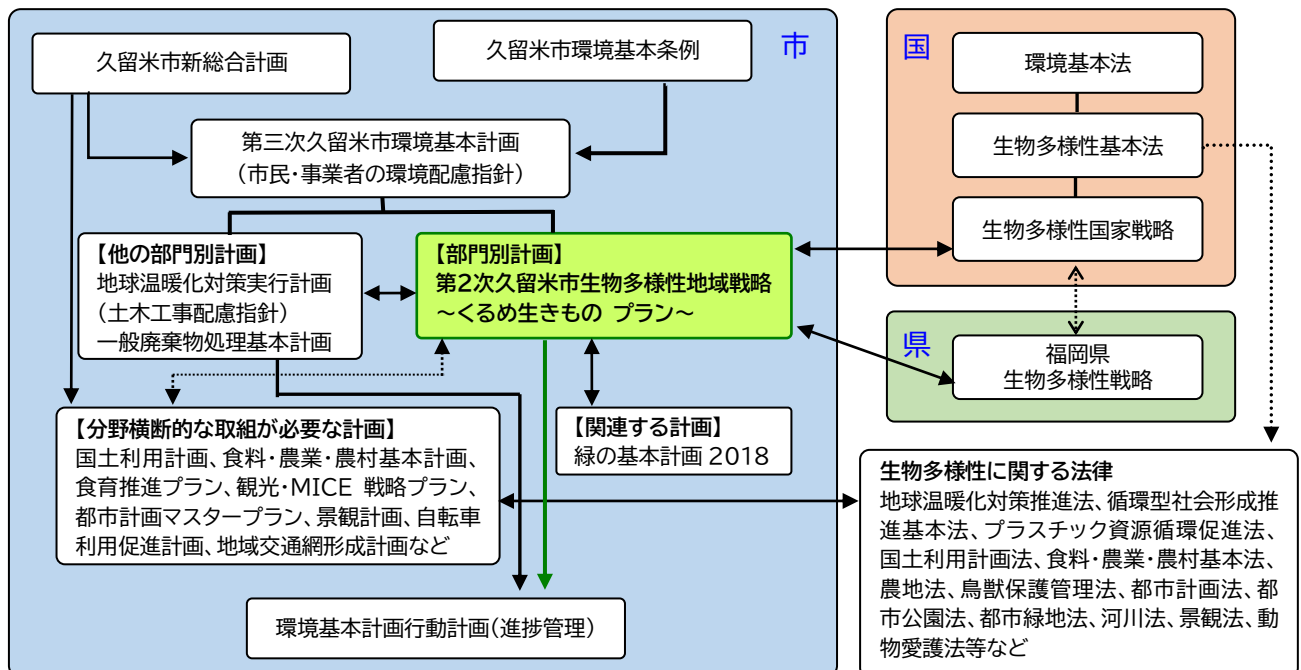 市
久留米市新総合計画
久留米市環境基本条例
第三次久留米市環境基本計画
(市民・事業者の環境配慮指針)
【他の部門別計画】
地球温暖化対策実行計画
(土木工事配慮指針)
一般廃棄物処理基本計画
【部門別計画】
第2次久留米市生物多様性地域戦略
~くるめ生きもの プラン~
【分野横断的な取組が必要な計画】
国土利用計画、食料・農業・農村基本計画、
食育推進プラン、観光・MICE 戦略プラン、
都市計画マスタープラン、景観計画、自転車
利用促進計画、地域交通網形成計画など
【関連する計画】
緑の基本計画 2018
環境基本計画行動計画(進捗管理)
国
環境基本法
生物多様性基本法
生物多様性国家戦略
県
福岡県
生物多様性戦略
生物多様性に関する法律
地球温暖化対策推進法、循環型社会形成推
進基本法、プラスチック資源循環促進法、
国土利用計画法、食料・農業・農村基本法、
農地法、鳥獣保護管理法、都市計画法、都
市公園法、都市緑地法、河川法、景観法、動
物愛護法等など